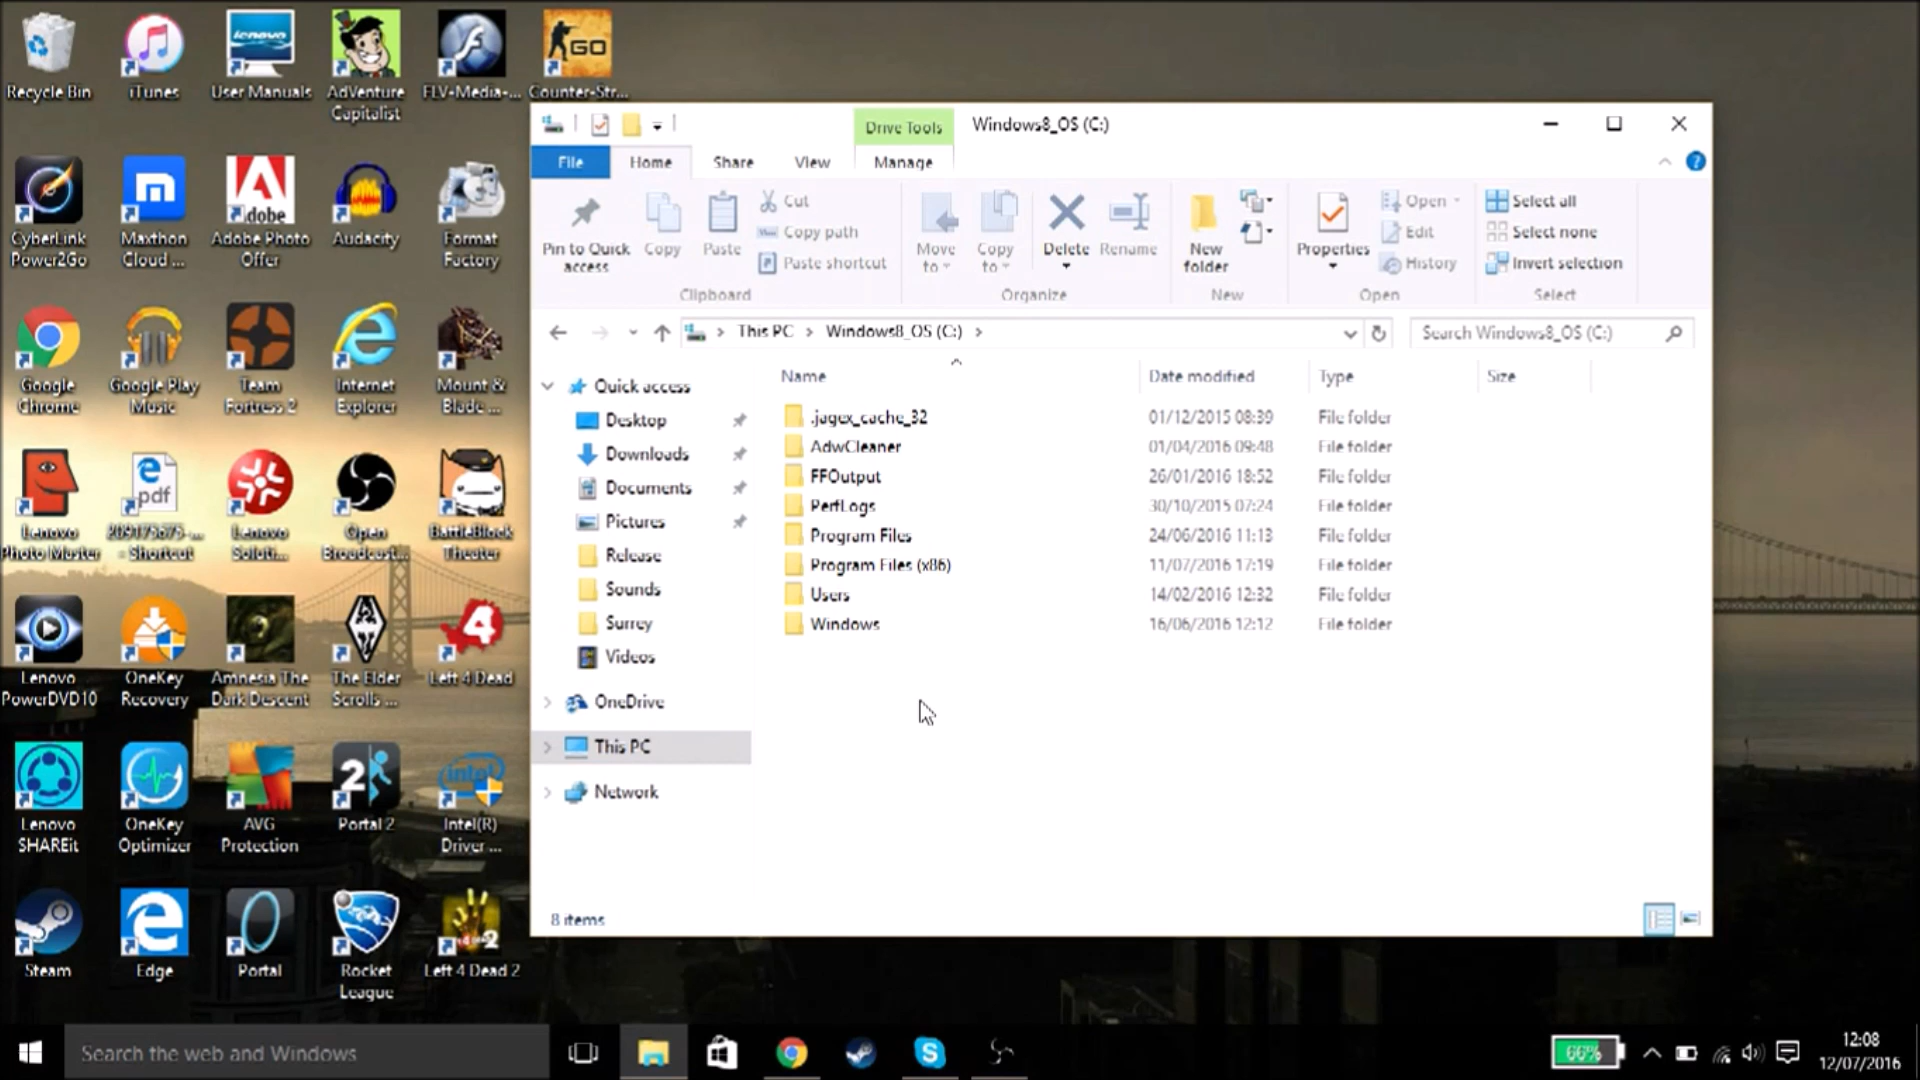 Recycle Bin
iTunes
User Manuals
AdVenture
Capitalist
FLV-Media-...
GO
Counter-Str...
lenovo
CyberLink
Power2Go
Maxthon
Cloud ...
Adobe
Adobe Photo
Offer
Audacity
Format
Factory
Google
Chrome
Google Play
Music
Team
Fortress 2
Internet
Explorer
Mount &
Blade ...
Lenovo
Photo Master
pdf
- Shortcut
Lenovo
Soluti...
Open
Broadcast...
BattleBlock
Theater
Lenovo
PowerDVD10
OneKey
Recovery
Amnesia The
Dark Descent
The Elder
Scrolls ...
4
Left 4 Dead
Lenovo
SHAREit
OneKey
Optimizer
AVG
Protection
2
Portal 2
intel
Intel(R)
Driver ...
Steam
Edge
Portal
Rocket
League
2
Left 4 Dead 2
Drive Tools
Windows8_OS (C:)
File
Home
Share
View
Manage
Pin to Quick
access
Copy
Paste
Cut
Copy path
Paste shortcut
Clipboard
Move
to
Copy
to
Delete
Rename
Organize
New
folder
New
Properties
Open
Edit
History
Open
Select all
Select none
Invert selection
Select
This PC > Windows8_OS (C:) >
Search Windows8_OS (C:)
Quick access
Desktop
Downloads
Documents
Pictures
Release
Sounds
Surrey
Videos
OneDrive
This PC
Network
Name Date modified Type Size
.jagex_cache_32 01/12/2015 08:39 File folder
AdwCleaner 01/04/2016 09:48 File folder
FFOutput 26/01/2016 18:52 File folder
PerfLogs 30/10/2015 07:24 File folder
Program Files 24/06/2016 11:13 File folder
Program Files (x86) 11/07/2016 17:19 File folder
Users 14/02/2016 12:32 File folder
Windows 16/06/2016 12:12 File folder
8 items
Search the web and Windows
66%
12:08
12/07/2016